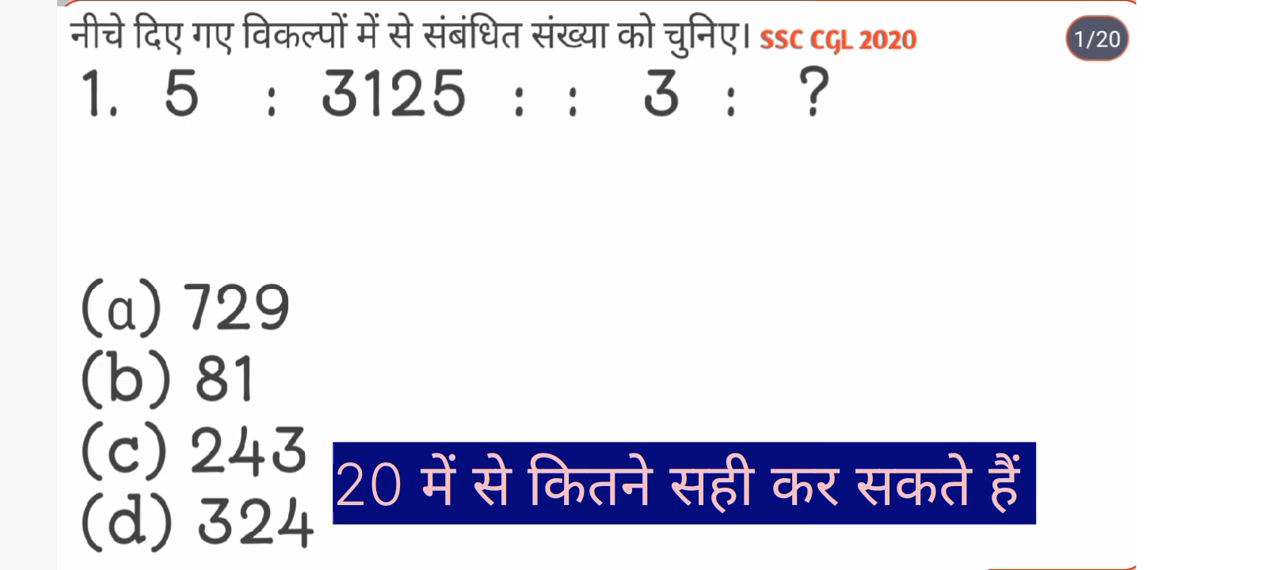 नीचे दिए गए विकल्पों में से संबंधित संख्या को चुनिए। SSC CGL 2020
1/20
1. 5 : 3125 : : 3 : ?
(a) 729
(b) 81
(c) 243
(d) 324
20 में से कितने सही कर सकते हैं